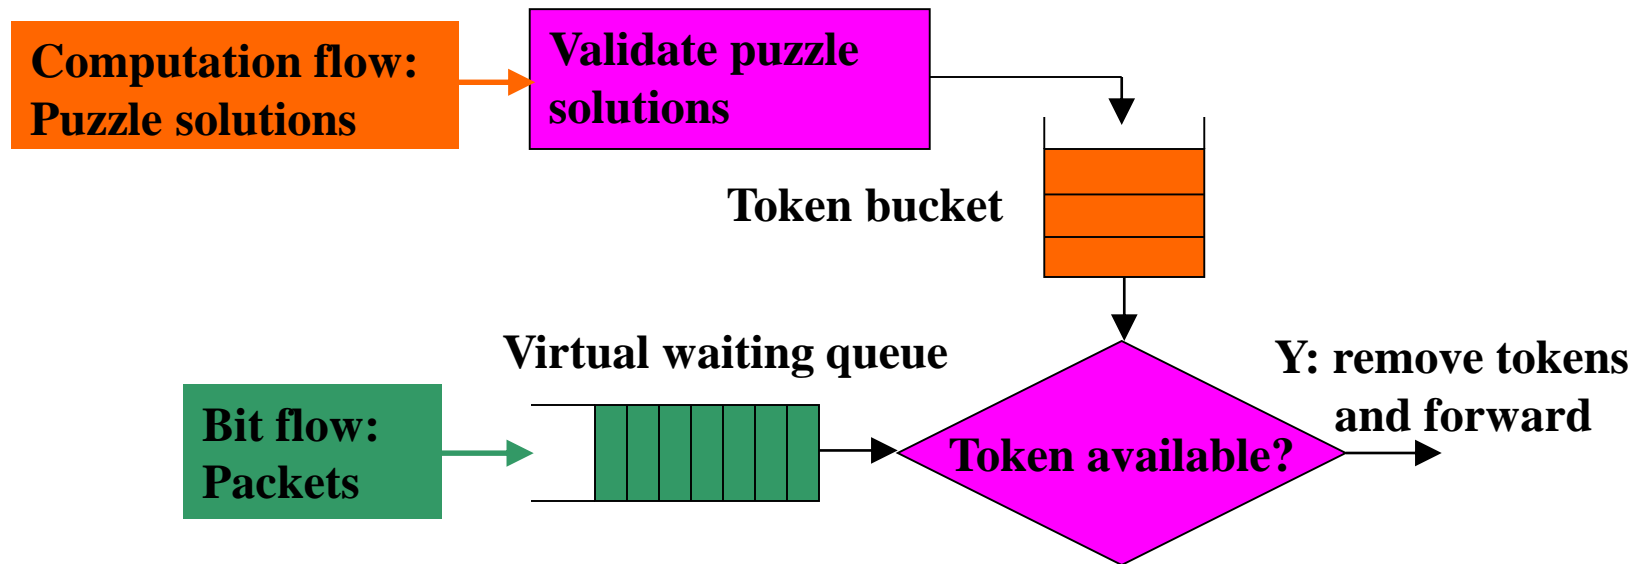 Computation flow:
Puzzle solutions
Validate puzzle
solutions
Token bucket
Virtual waiting queue
Y: remove tokens
and forward
Bit flow:
Packets
Token available?